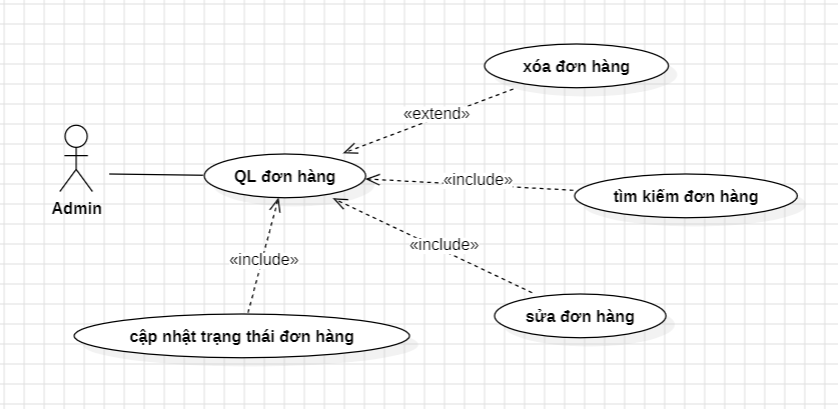 xóa đơn hàng
«extend»
QL đơn hàng
«include»
tìm kiếm đơn hàng
Admin
«include»
«include»
sửa đơn hàng
cập nhật trạng thái đơn hàng